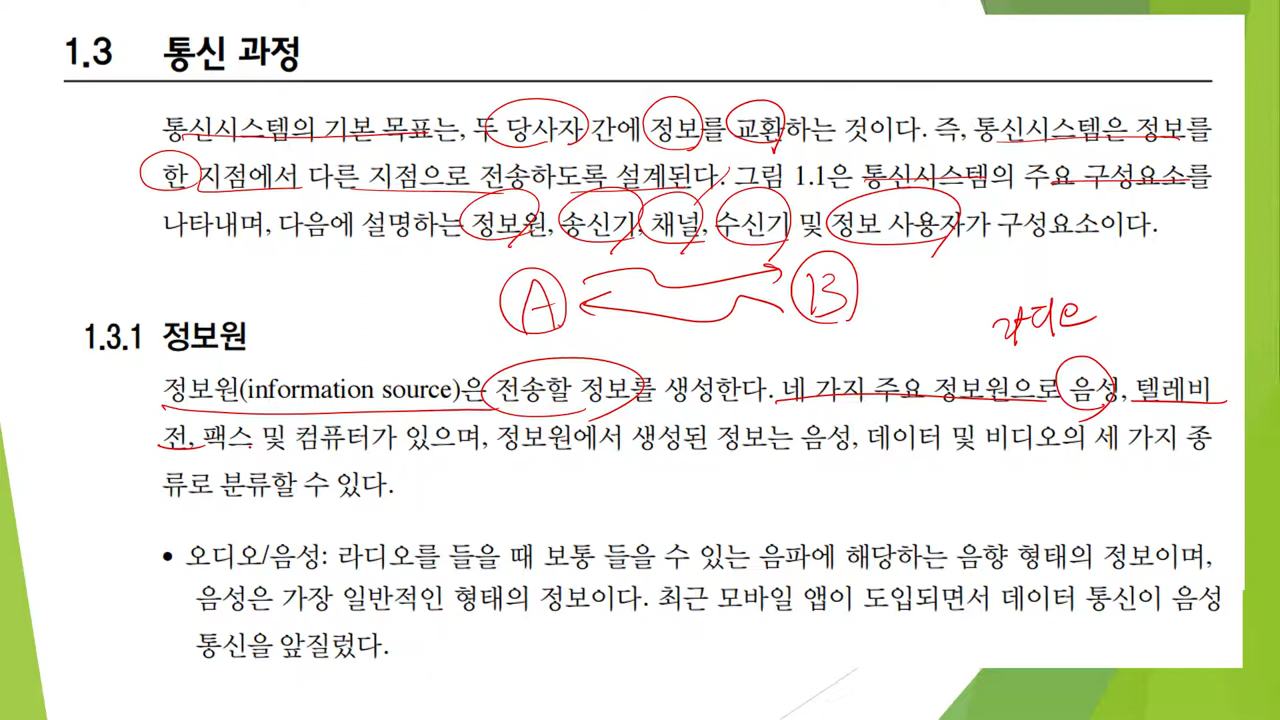 1.3 통신 과정
통신시스템의 기본 목표는, 두 당사자 간에 정보를 교환하는 것이다. 즉, 통신시스템은 정보를
한 지점에서 다른 지점으로 전송하도록 설계된다. 그림 1.1은 통신시스템의 주요 구성요소를
나타내며, 다음에 설명하는 정보원, 송신기, 채널, 수신기 및 정보 사용자가 구성요소이다.
A B
라디오
1.3.1 정보원
정보원(information source)은 전송할 정보를 생성한다. 네 가지 주요 정보원으로 음성, 텔레비
전, 팩스 및 컴퓨터가 있으며, 정보원에서 생성된 정보는 음성, 데이터 및 비디오의 세 가지 종
류로 분류할 수 있다.
• 오디오/음성: 라디오를 들을 때 보통 들을 수 있는 음파에 해당하는 음향 형태의 정보이며,
음성은 가장 일반적인 형태의 정보이다. 최근 모바일 앱이 도입되면서 데이터 통신이 음성
통신을 앞질렀다.